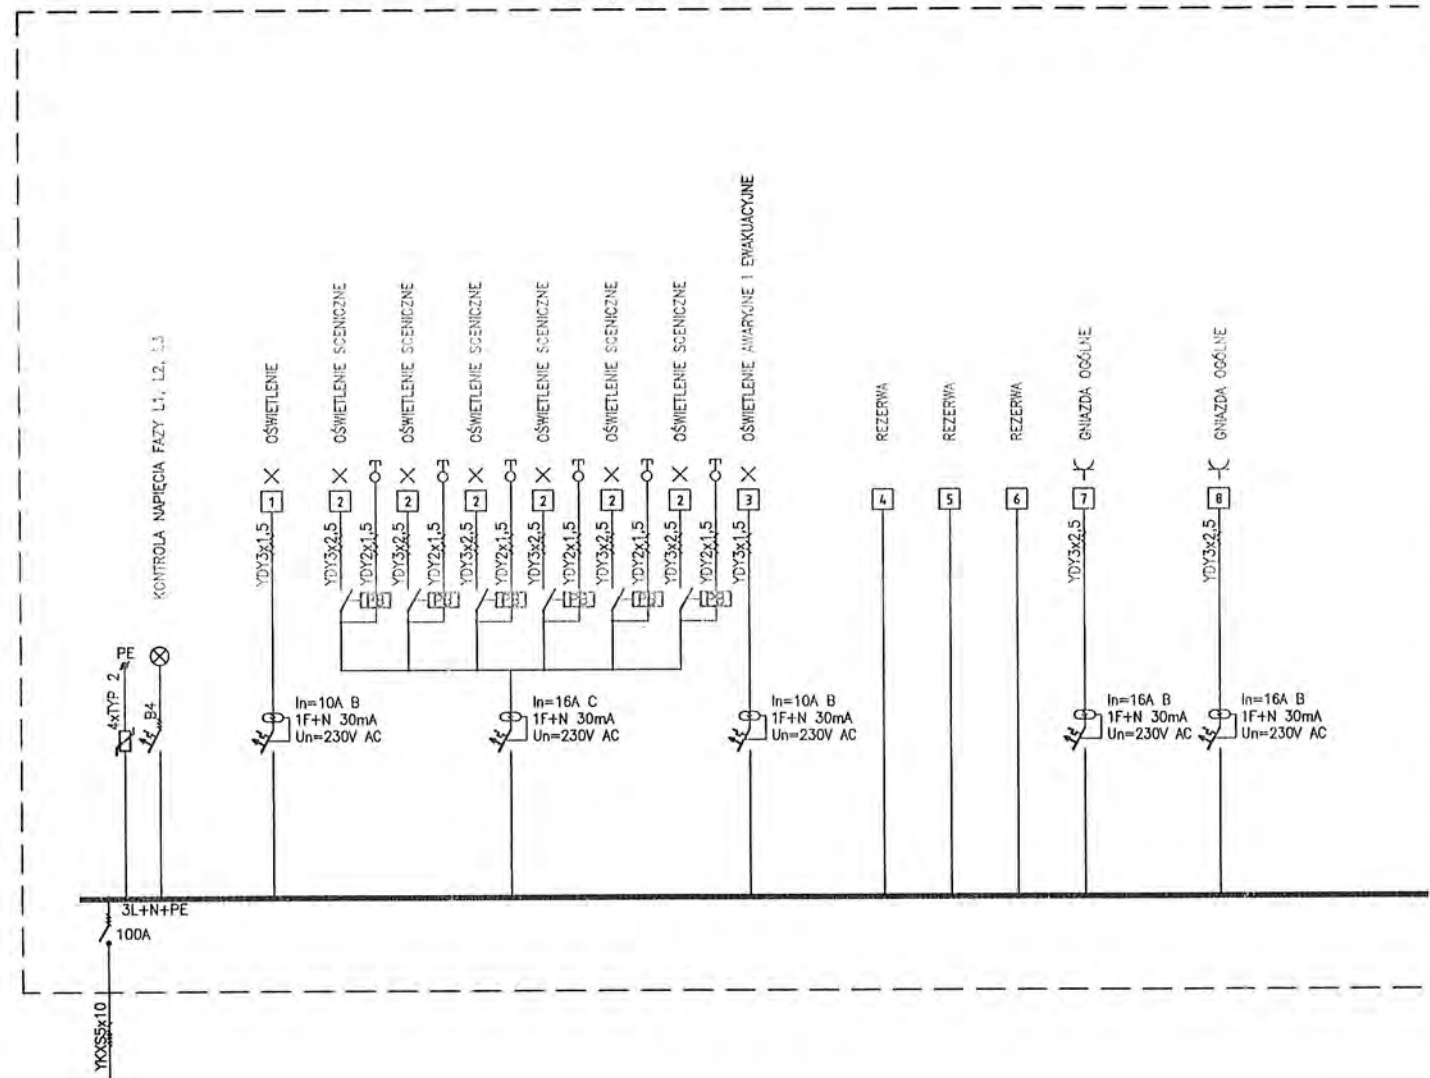 KONTROLA NAPIĘCIA FAZY L1, L2, L3
OŚWIETLENIE
OŚWIETLENIE SCENICZNE
OŚWIETLENIE SCENICZNE
OŚWIETLENIE SCENICZNE
OŚWIETLENIE SCENICZNE
OŚWIETLENIE SCENICZNE
OŚWIETLENIE SCENICZNE
OŚWIETLENIE AWARYJNE I EWAKUACYJNE
REZERWA
REZERWA
REZERWA
GNIAZDA OGÓLNE
GNIAZDA OGÓLNE
1
2
2
2
2
2
2
3
4
5
6
7
8
YDY3x1,5
YDY3x2,5
YDY2x1,5
YDY3x2,5
YDY2x1,5
YDY3x2,5
YDY2x1,5
YDY3x2,5
YDY2x1,5
YDY3x2,5
YDY2x1,5
YDY3x2,5
YDY2x1,5
YDY3x1,5
YDY3x2,5
YDY3x2,5
PE
4xTYP 2
B4
In=10A B
1F+N 30mA
Un=230V AC
In=16A C
1F+N 30mA
Un=230V AC
In=10A B
1F+N 30mA
Un=230V AC
In=16A B
1F+N 30mA
Un=230V AC
In=16A B
1F+N 30mA
Un=230V AC
3L+N+PE
100A
YKXS5x10